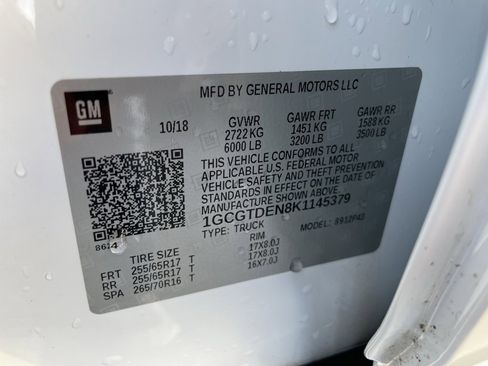 MFD BY GENERAL MOTORS LLC
GM
10/18
GVWR GAWR FRT GAWR RR
2722 KG 1451 KG 1588 KG
6000 LB 3200 LB 3500 LB
THIS VEHICLE CONFORMS TO ALL
APPLICABLE U.S. FEDERAL MOTOR
VEHICLE SAFETY AND THEFT PREVENTION
STANDARDS IN EFFECT ON THE DATE OF
MANUFACTURE SHOWN ABOVE.
1GCGTDEN8K1145379
TYPE: TRUCK MODEL:
TIRE SIZE RIM
FRT 255/65R17 T 17X8.0J
RR 255/65R17 T 17X8.0J
SPA 265/70R16 T 16X7.0J